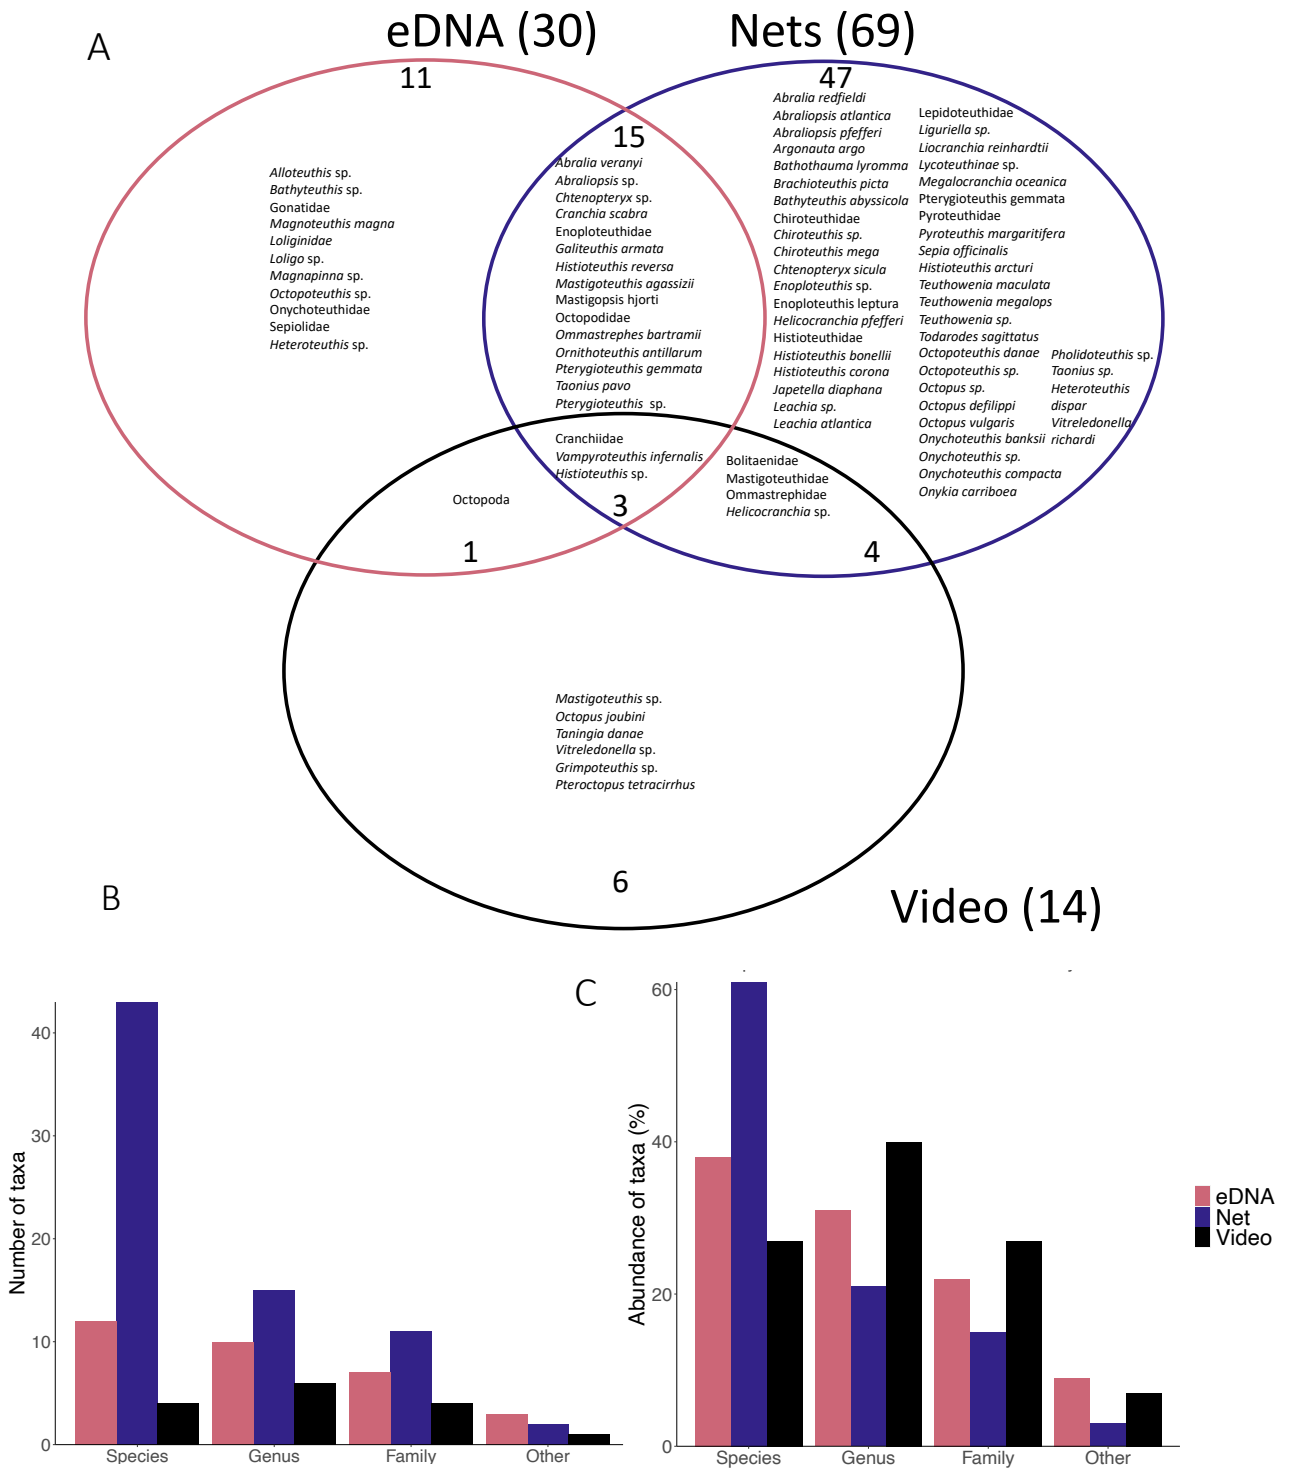 A
eDNA (30)
Nets (69)
11
47
15
Alloteuthis sp.
Bathyteuthis sp.
Gonatidae
Magnoteuthis magna
Loliginidae
Loligo sp.
Magnapinna sp.
Octopoteuthis sp.
Onychoteuthidae
Sepiolidae
Heteroteuthis sp.
Abralia veranyi
Abraliopsis sp.
Chtenopteryx sp.
Cranchia scabra
Enoploteuthidae
Galiteuthis armata
Histioteuthis reversa
Mastigoteuthis agassizii
Mastigopsis hjorti
Octopodidae
Ommastrephes bartramii
Ornithoteuthis antillarum
Pterygioteuthis gemmata
Taonius pavo
Pterygioteuthis sp.
Abralia redfieldi
Abraliopsis atlantica
Abraliopsis pfefferi
Argonauta argo
Bathothauma lyromma
Brachioteuthis picta
Bathyteuthis abyssicola
Chiroteuthidae
Chiroteuthis sp.
Chiroteuthis mega
Chtenopteryx sicula
Enoploteuthis sp.
Enoploteuthis leptura
Helicocranchia pfefferi
Histioteuthidae
Histioteuthis bonellii
Histioteuthis corona
Japetella diaphana
Leachia sp.
Leachia atlantica
Lepidoteuthidae
Liguriella sp.
Liocranchia reinhardtii
Lycoteuthinae sp.
Megalocranchia oceanica
Pterygioteuthis gemmata
Pyroteuthidae
Pyroteuthis margaritifera
Sepia officinalis
Histioteuthis arcturi
Teuthowenia maculata
Teuthowenia megalops
Teuthowenia sp.
Todarodes sagittatus
Octopoteuthis danae
Octopoteuthis sp.
Octopus sp.
Octopus defilippi
Octopus vulgaris
Onychoteuthis banksii
Onychoteuthis sp.
Onychoteuthis compacta
Onykia carriboea
Pholidoteuthis sp.
Taonius sp.
Heteroteuthis
dispar
Vitreledonella
richardi
Cranchiidae
Vampyroteuthis infernalis
Histioteuthis sp.
3
Octopoda
1
Bolitaenidae
Mastigoteuthidae
Ommastrephidae
Helicocranchia sp.
4
Mastigoteuthis sp.
Octopus joubini
Taningia danae
Vitreledonella sp.
Grimpoteuthis sp.
Pteroctopus tetracirrhus
6
Video (14)
B
Number of taxa
40
30
20
10
0
Species
Genus
Family
Other
C
Abundance of taxa (%)
60
40
20
0
Species
Genus
Family
Other
eDNA
Net
Video